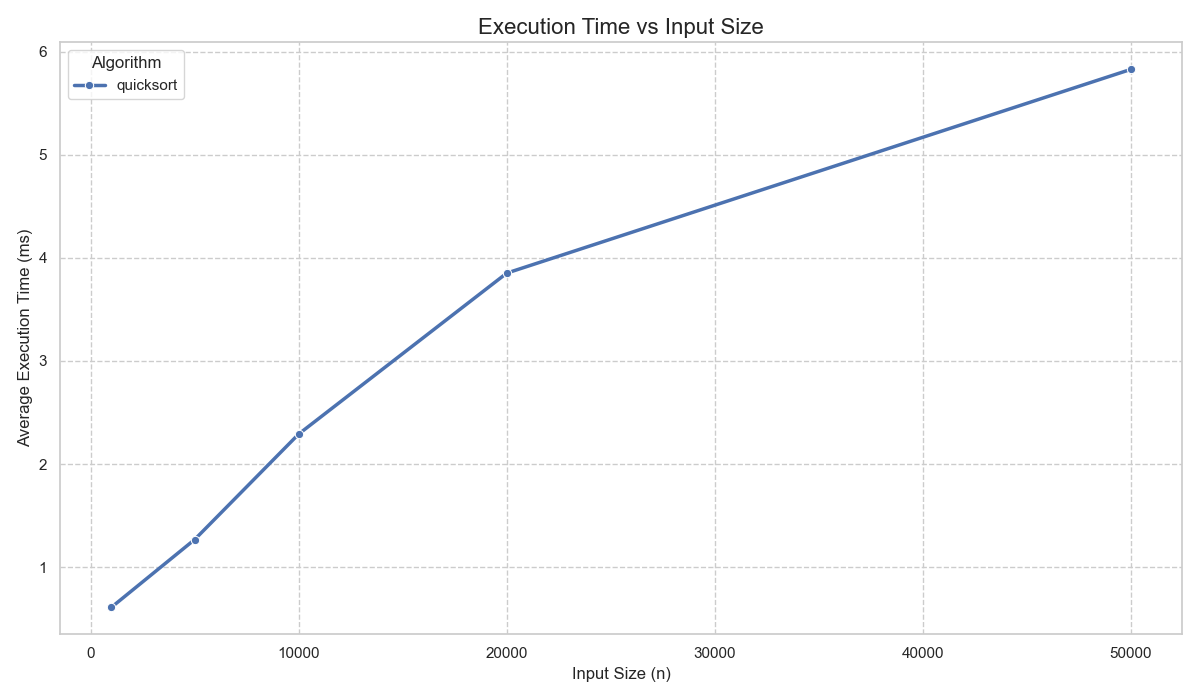 Execution Time vs Input Size
Algorithm
quicksort
Average Execution Time (ms)
6
5
4
3
2
1
0 10000 20000 30000 40000 50000
Input Size (n)